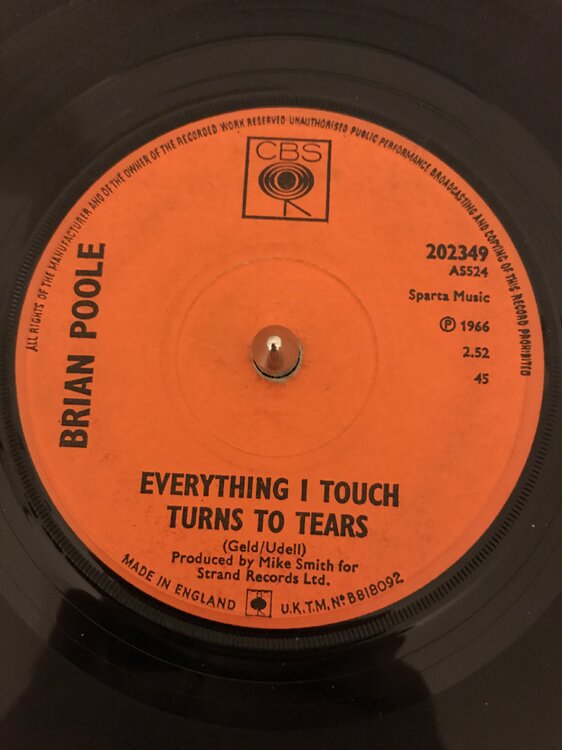 ALL RIGHTS OF THE MANUFACTURER AND OF THE OWNER OF THE RECORDED WORK RESERVED UNAUTHORISED PUBLIC PERFORMANCE BROADCASTING AND COPYING OF THIS RECORD PROHIBITED
CBS
202349
A5524
Sparta Music
℗ 1966
2.52
45
BRIAN POOLE
EVERYTHING I TOUCH
TURNS TO TEARS
(Geld/Udell)
Produced by Mike Smith for
Strand Records Ltd.
MADE IN ENGLAND
U.K.T.M. Nº B818092